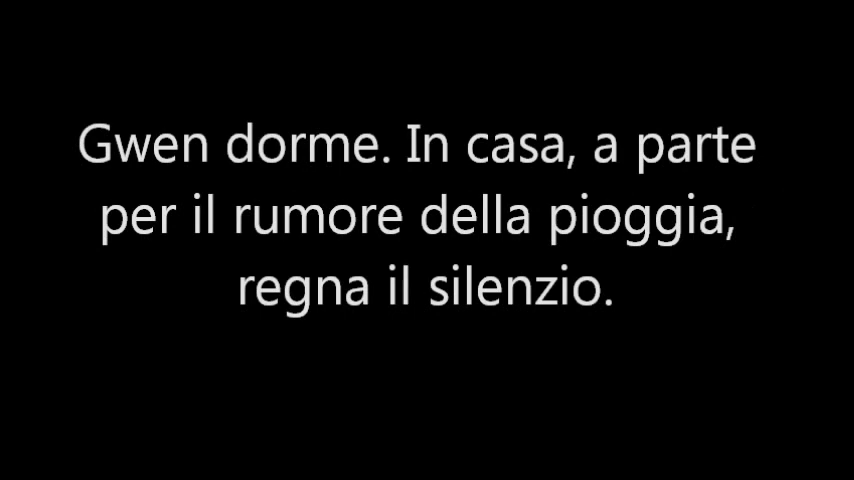 Gwen dorme. In casa, a parte
per il rumore della pioggia,
regna il silenzio.